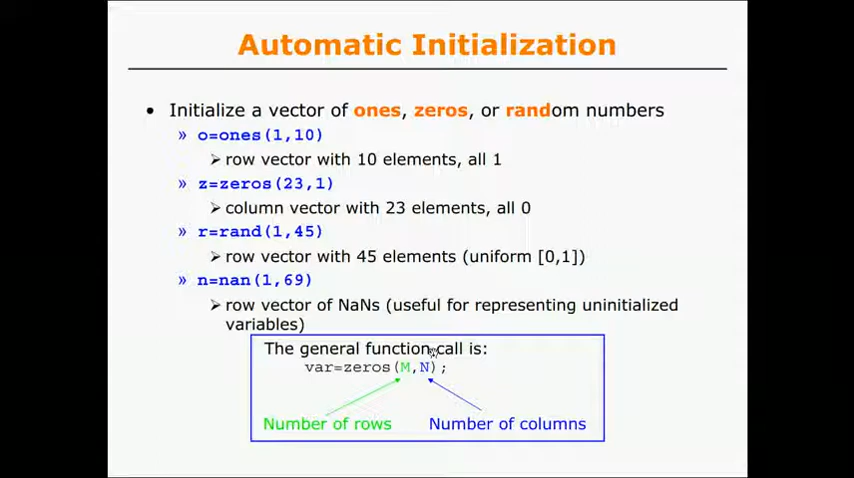 Automatic Initialization
• Initialize a vector of ones, zeros, or random numbers
» o=ones(1,10)
➢ row vector with 10 elements, all 1
» z=zeros(23,1)
➢ column vector with 23 elements, all 0
» r=rand(1,45)
➢ row vector with 45 elements (uniform [0,1])
» n=nan(1,69)
➢ row vector of NaNs (useful for representing uninitialized
variables)
The general function call is:
var=zeros(M,N);
Number of rows Number of columns